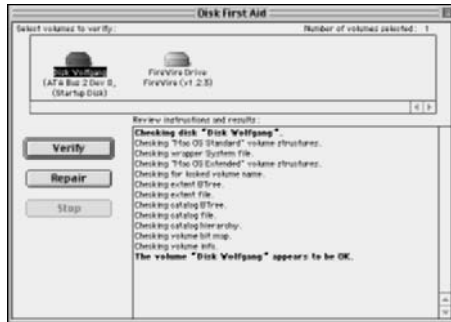 Disk First Aid
Select volumes to verify:
Number of volumes selected: 1
Disk Wolfgang
(ATA Bus 2 Dev 0,
(Startup Disk)
FireWire Drive
FireWire (v1.2.3)
Review instructions and results:
Checking disk “Disk Wolfgang”.
Checking “Mac OS Standard” volume structures.
Checking wrapper System file.
Checking “Mac OS Extended” volume structures.
Checking for locked volume name.
Checking extent BTree.
Checking extent file.
Checking catalog BTree.
Checking catalog file.
Checking catalog hierarchy.
Checking volume bit map.
Checking volume info.
The volume “Disk Wolfgang” appears to be OK.
Verify
Repair
Stop